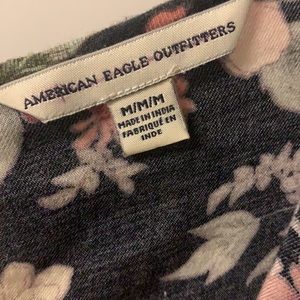 AMERICAN EAGLE OUTFITTERS
M/M/M
MADE IN INDIA
FABRIQUÉ EN
INDE